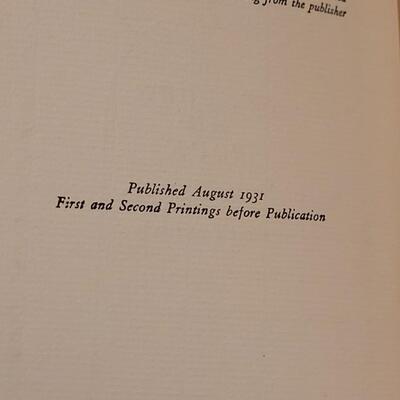 g from the publisher
Published August 1931
First and Second Printings before Publication